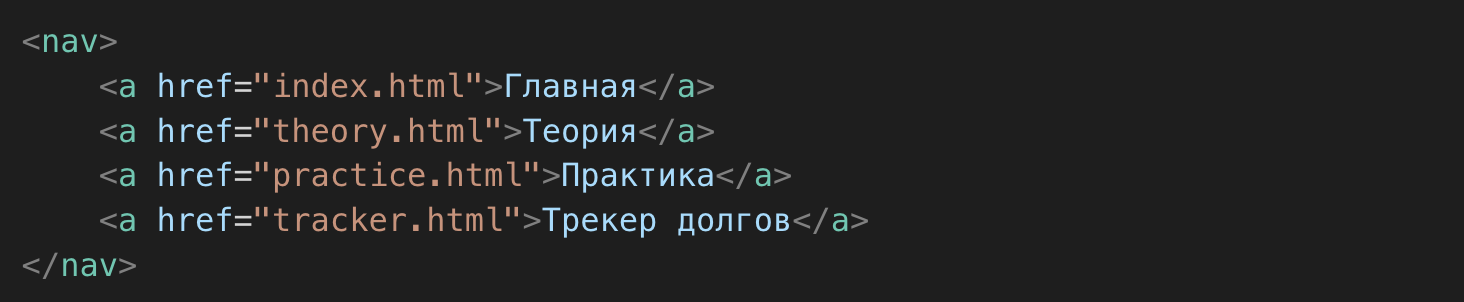 <nav>
    <a href="index.html">Главная</a>
    <a href="theory.html">Теория</a>
    <a href="practice.html">Практика</a>
    <a href="tracker.html">Трекер долгов</a>
</nav>